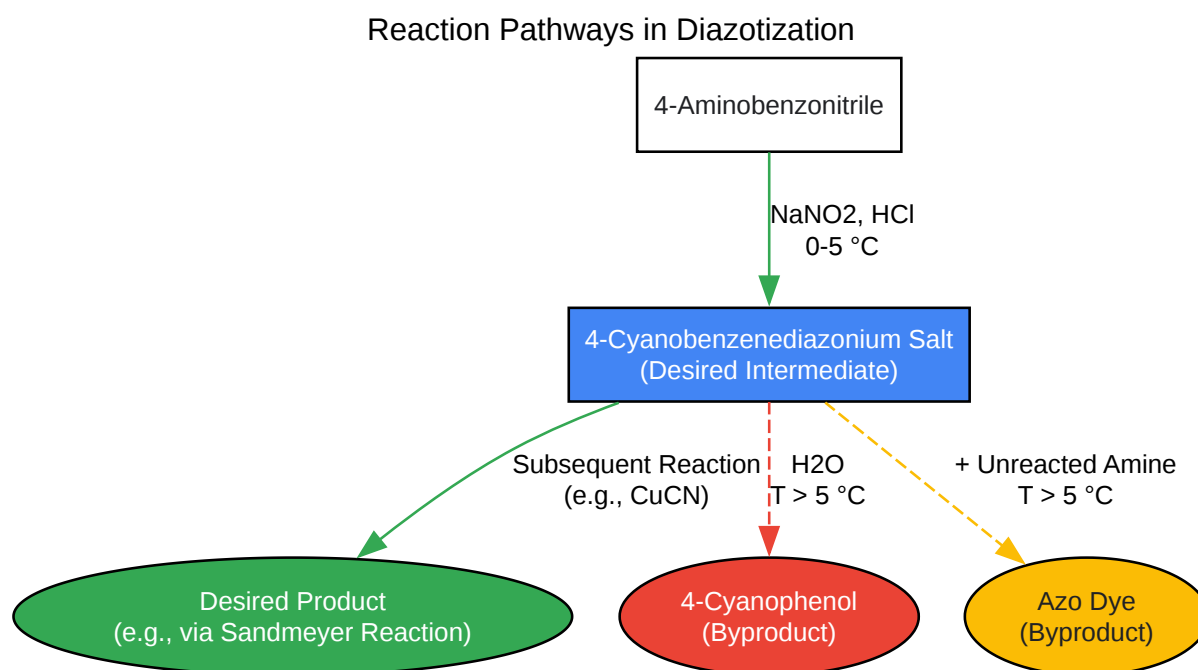 Reaction Pathways in Diazotization
4-Aminobenzonitrile
NaNO2, HCl
0-5 °C
4-Cyanobenzenediazonium Salt
(Desired Intermediate)
Subsequent Reaction
(e.g., CuCN)
H2O
T > 5 °C
+ Unreacted Amine
T > 5 °C
Desired Product
(e.g., via Sandmeyer Reaction)
4-Cyanophenol
(Byproduct)
Azo Dye
(Byproduct)